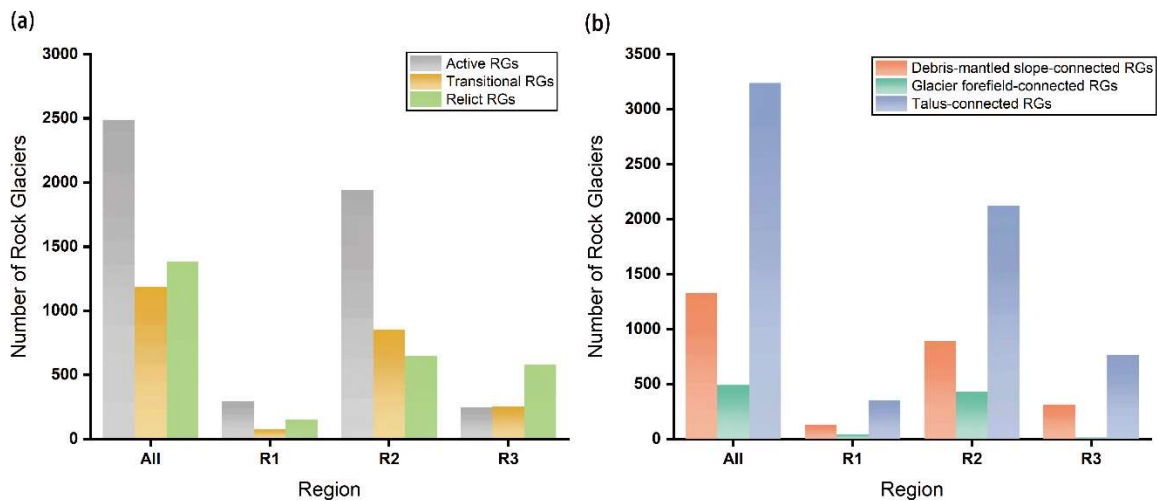 (a)
3000
2500
2000
1500
1000
500
0
Number of Rock Glaciers
Active RGs
Transitional RGs
Relict RGs
All R1 R2 R3
Region
(b)
3500
3000
2500
2000
1500
1000
500
0
Number of Rock Glaciers
Debris-mantled slope-connected RGs
Glacier forefield-connected RGs
Talus-connected RGs
All R1 R2 R3
Region